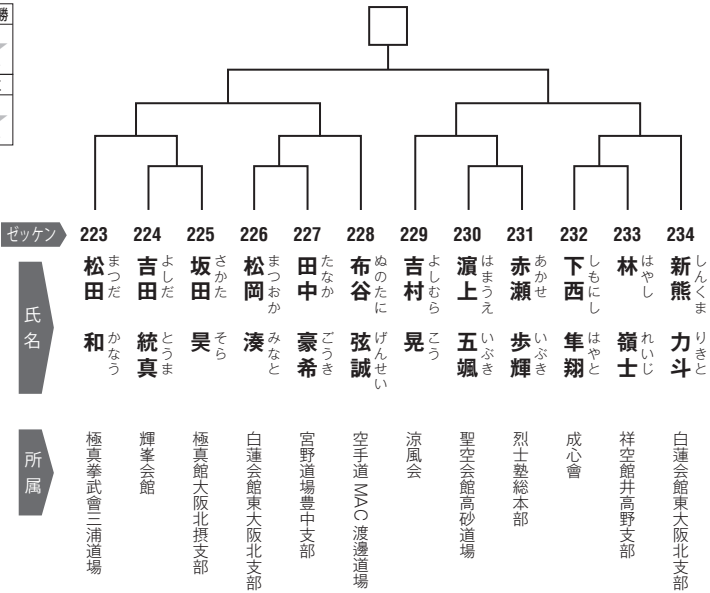 勝
ゼッケン 223 224 225 226 227 228 229 230 231 232 233 234
氏名
松田 和 まつだ かなう
吉田 統真 よしだ とうま
坂田 昊 さかた そら
松岡 湊 まつおか みなと
田中 豪希 たなか ごうき
布谷 弦誠 ぬのたに げんせい
吉村 晃 よしむら こう
濵上 五颯 はまうえ いぶき
赤瀬 歩輝 あかせ いぶき
下西 隼翔 しもにし はやと
林 嶺士 はやし れいじ
新熊 力斗 しんくま りきと
所属
極真拳武會三浦道場
輝峯会館
極真館大阪北摂支部
白蓮会館東大阪北支部
宮野道場豊中支部
空手道 MAC 渡邊道場
涼風会
聖空会館高砂道場
烈士塾総本部
成心會
祥空館井高野支部
白蓮会館東大阪北支部